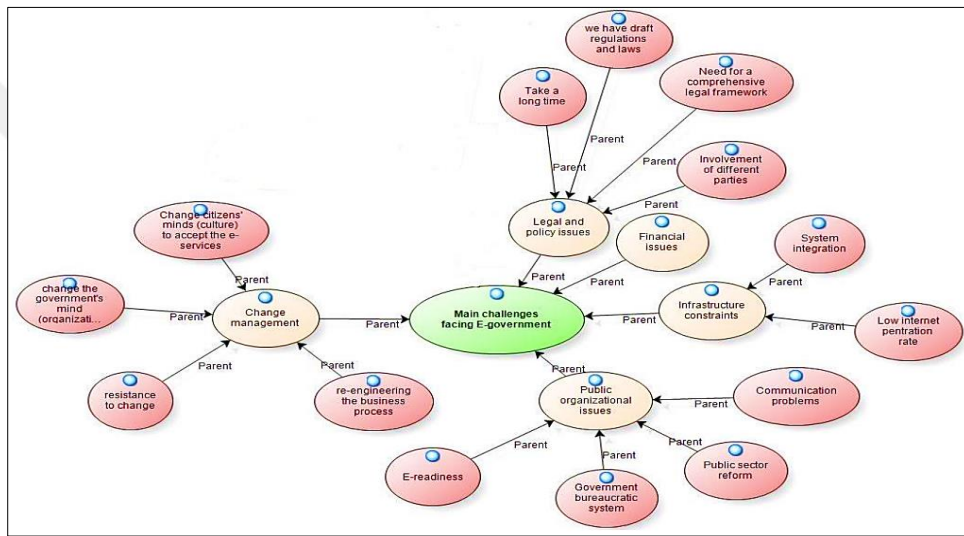 we have draft
regulations
and laws
Take a
long time
Need for a
comprehensive
legal framework
Parent
Parent
Parent
Involvement
of different
parties
Parent
Legal and
policy issues
Financial
issues
System
integration
Change citizens'
minds (culture)
to accept the e-
services
Parent
Parent
Parent
Parent
change the
government's
mind
(organizati...
Parent
Change
management
Parent
Main challenges
facing E-government
Parent
Infrastructure
constraints
Parent
Low internet
pentration
rate
Parent
Parent
Parent
resistance
to change
re-engineering
the business
process
Public
organizational
issues
Communication
problems
Parent
Parent
Parent
Parent
E-readiness
Government
bureaucratic
system
Public sector
reform